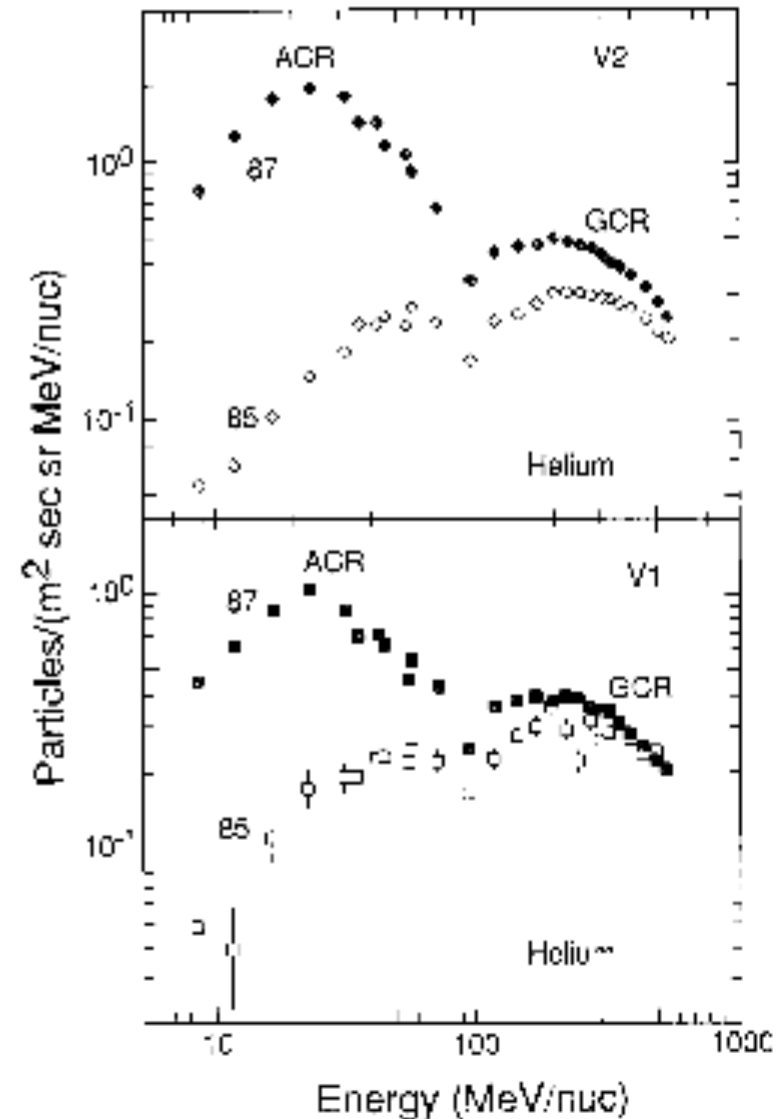 ACR
V2
10⁰
87
GCR
85
10⁻¹
Helium
Particles/(m² sec sr MeV/nuc)
ACR
V1
10⁰
87
GCR
85
10⁻¹
10
100
1000
Energy (MeV/nuc)